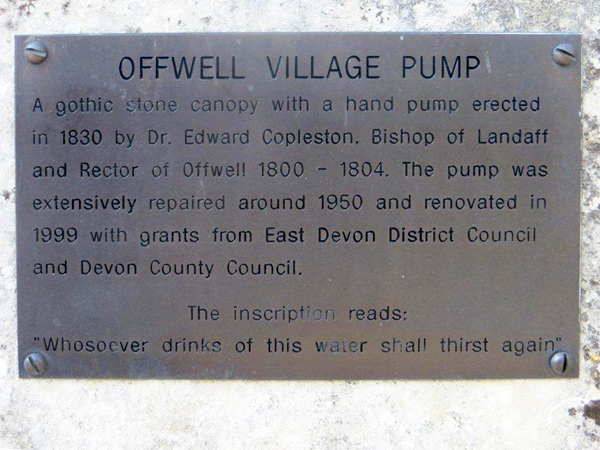 OFFWELL VILLAGE PUMP
A gothic stone canopy with a hand pump erected
in 1830 by Dr. Edward Copleston. Bishop of Landaff
and Rector of Offwell 1800 - 1804. The pump was
extensively repaired around 1950 and renovated in
1999 with grants from East Devon District Council
and Devon County Council.
The inscription reads:
"Whosoever drinks of this water shall thirst again"